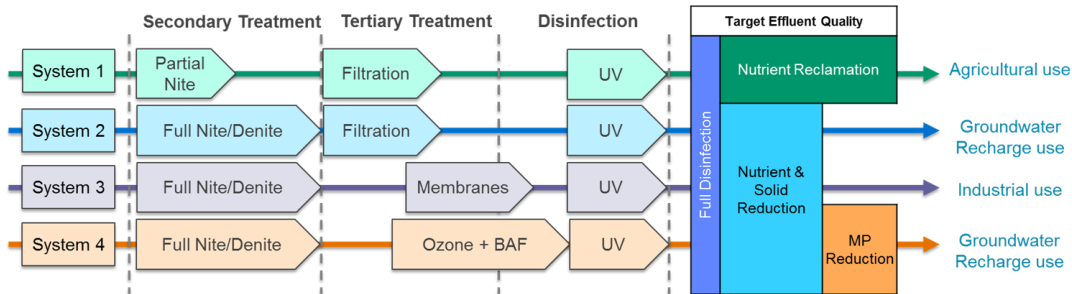 Secondary Treatment
Tertiary Treatment
Disinfection
Target Effluent Quality
System 1
Partial
Nite
Filtration
UV
Nutrient Reclamation
Agricultural use
System 2
Full Nite/Denite
Filtration
UV
Groundwater
Recharge use
Full Disinfection
Nutrient &
Solid
Reduction
System 3
Full Nite/Denite
Membranes
UV
Industrial use
System 4
Full Nite/Denite
Ozone + BAF
UV
MP
Reduction
Groundwater
Recharge use